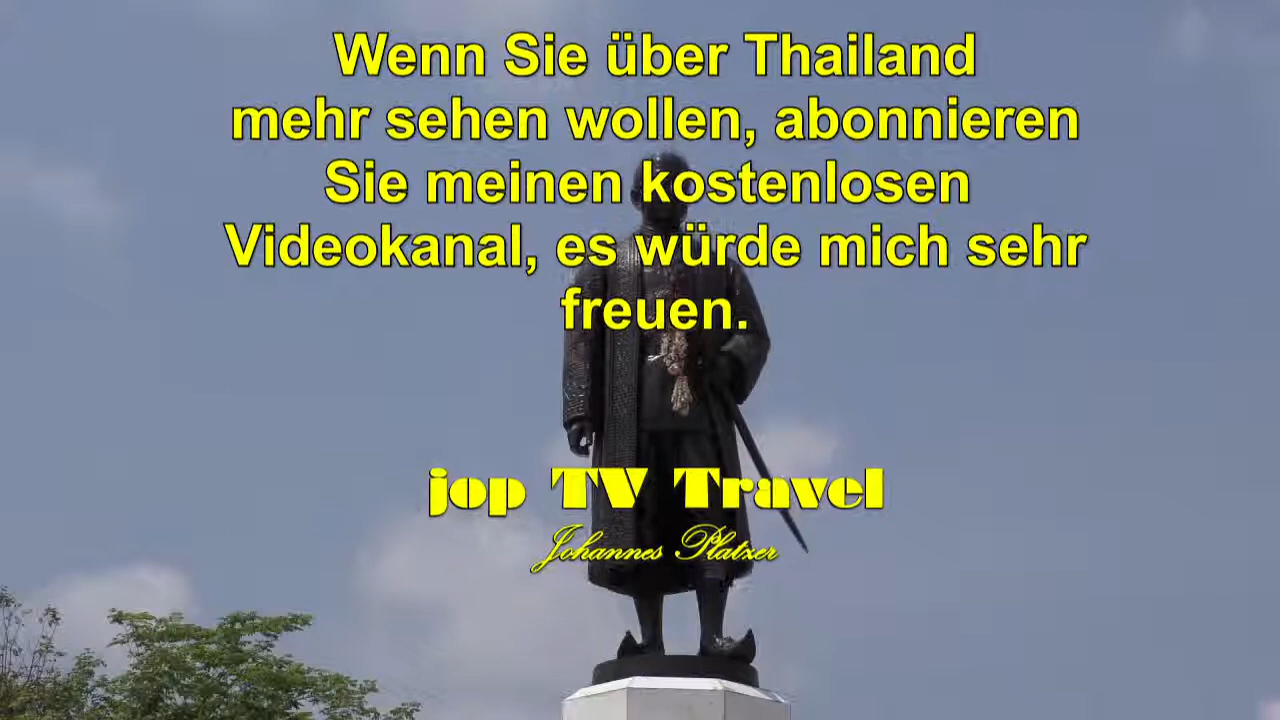 Wenn Sie über Thailand
mehr sehen wollen, abonnieren
Sie meinen kostenlosen
Videokanal, es würde mich sehr
freuen.
jop TV Travel
Johannes Platzer